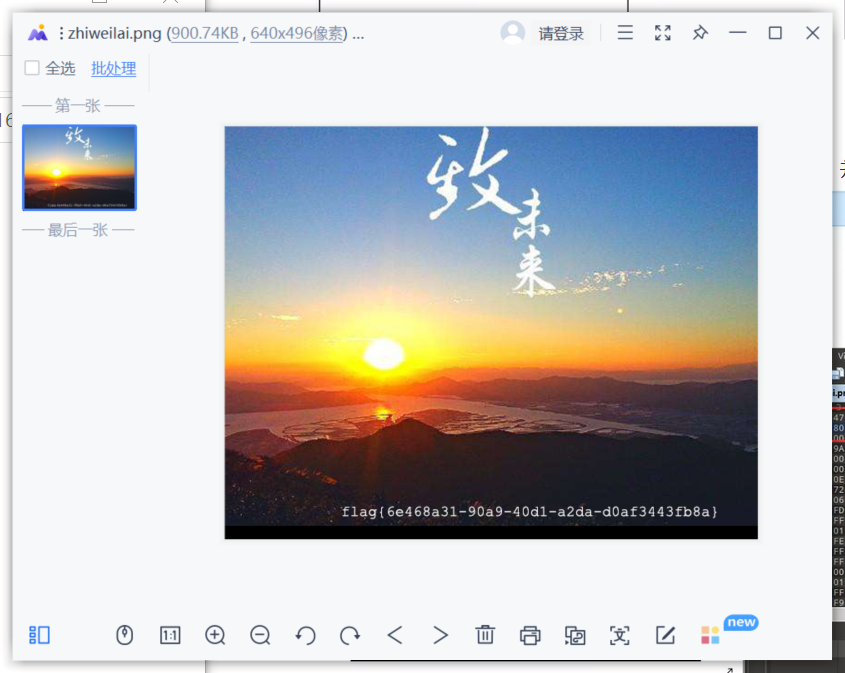 ⋮zhiweilai.png (900.74KB , 640x496像素) ...
请登录
全选 批处理
第一张
最后一张
致
未
来
flag{6e468a31-90a9-40d1-a2da-d0af3443fb8a}
1:1
new